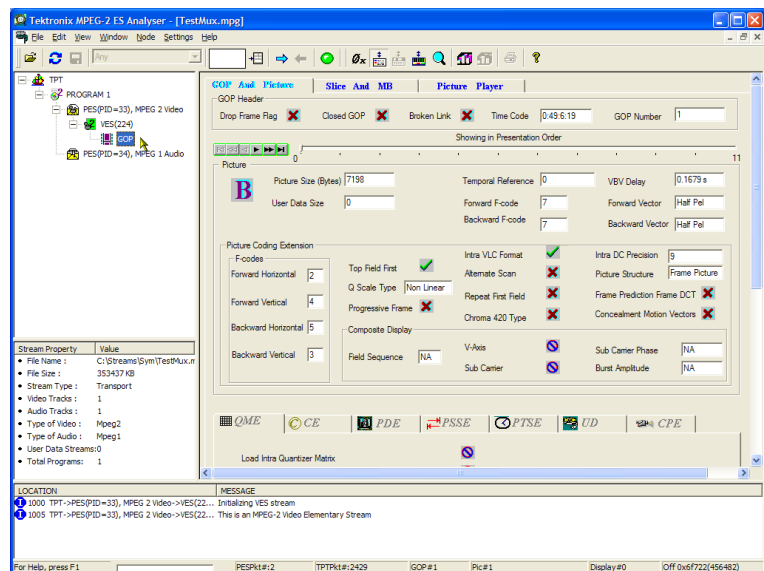 Tektronix MPEG-2 ES Analyser - [TestMux.mpg]
File Edit View Window Node Settings Help
Any
TPT
PROGRAM 1
PES(PID=33), MPEG 2 Video
VES(224)
GOP
PES(PID=34), MPEG 1 Audio
GOP And Picture Slice And MB Picture Player
GOP Header
Drop Frame Flag Closed GOP Broken Link Time Code 0:49:6:19 GOP Number 1
Showing in Presentation Order
0 11
Picture
B
Picture Size (Bytes) 7198 Temporal Reference 0 VBV Delay 0.1679 s
User Data Size 0 Forward F-code 7 Forward Vector Half Pel
Backward F-code 7 Backward Vector Half Pel
Picture Coding Extension
F-codes
Forward Horizontal 2
Forward Vertical 4
Backward Horizontal 5
Backward Vertical 3
Top Field First
Q Scale Type Non Linear
Progressive Frame
Intra VLC Format
Alternate Scan
Repeat First Field
Chroma 420 Type
Intra DC Precision 9
Picture Structure Frame Picture
Frame Prediction Frame DCT
Concealment Motion Vectors
Composite Display
Field Sequence NA
V-Axis
Sub Carrier
Sub Carrier Phase NA
Burst Amplitude NA
QME CE PDE PSSE PTSE UD CPE
Load Intra Quantizer Matrix
Stream Property Value
File Name : C:\Streams\Sym\TestMux.m
File Size : 353437 KB
Stream Type : Transport
Video Tracks : 1
Audio Tracks : 1
Type of Video : Mpeg2
Type of Audio : Mpeg1
User Data Streams:0
Total Programs: 1
LOCATION MESSAGE
1000 TPT->PES(PID=33), MPEG 2 Video->VES(22... Initializing VES stream
1005 TPT->PES(PID=33), MPEG 2 Video->VES(22... This is an MPEG-2 Video Elementary Stream
For Help, press F1 PESPkt#:2 TPTPkt#:2429 GOP#1 Pic#1 Display#0 Off 0x6f722(456482)